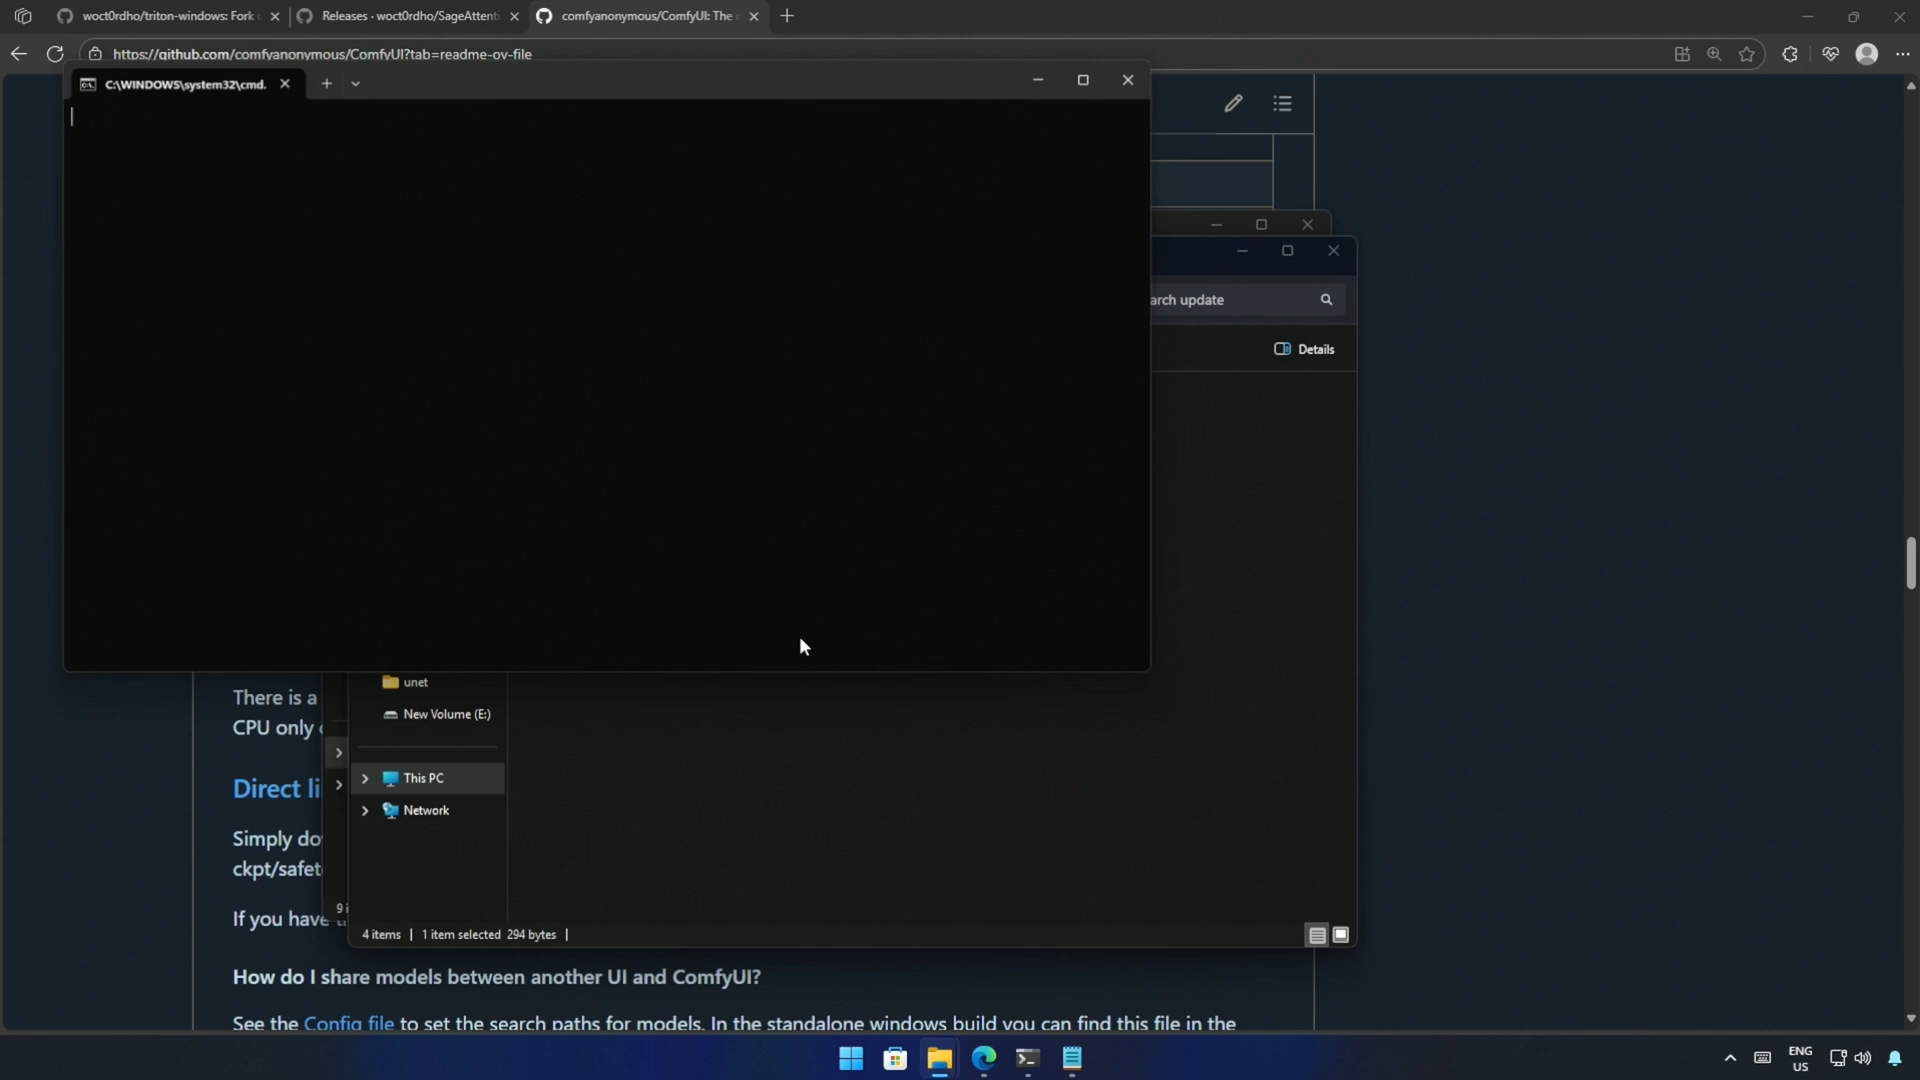 woct0rdho/triton-windows: Fork
Releases · woct0rdho/SageAttenti
comfyanonymous/ComfyUI: The
https://github.com/comfyanonymous/ComfyUI?tab=readme-ov-file
C:\WINDOWS\system32\cmd.
arch update
Details
unet
There is a
New Volume (E:)
CPU only
This PC
Direct li
Network
Simply do
ckpt/safet
If you have
9 i
4 items
1 item selected 294 bytes
How do I share models between another UI and ComfyUI?
See the Config file to set the search paths for models. In the standalone windows build you can find this file in the
ENG
US